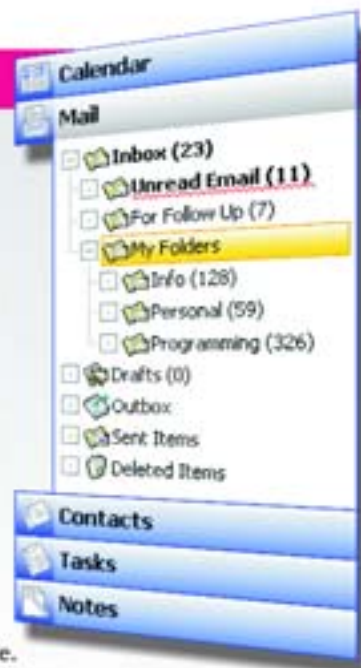 Calendar
Mail
Inbox (23)
Unread Email (11)
For Follow Up (7)
My Folders
Info (128)
Personal (59)
Programming (326)
Drafts (0)
Outbox
Sent Items
Deleted Items
Contacts
Tasks
Notes
e.